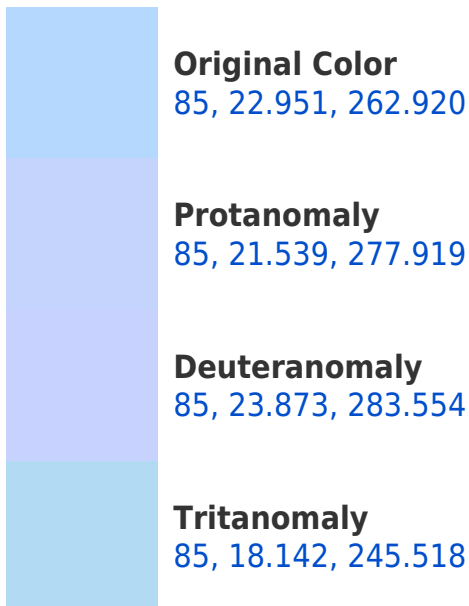 Original Color
85, 22.951, 262.920
Protanomaly
85, 21.539, 277.919
Deuteranomaly
85, 23.873, 283.554
Tritanomaly
85, 18.142, 245.518